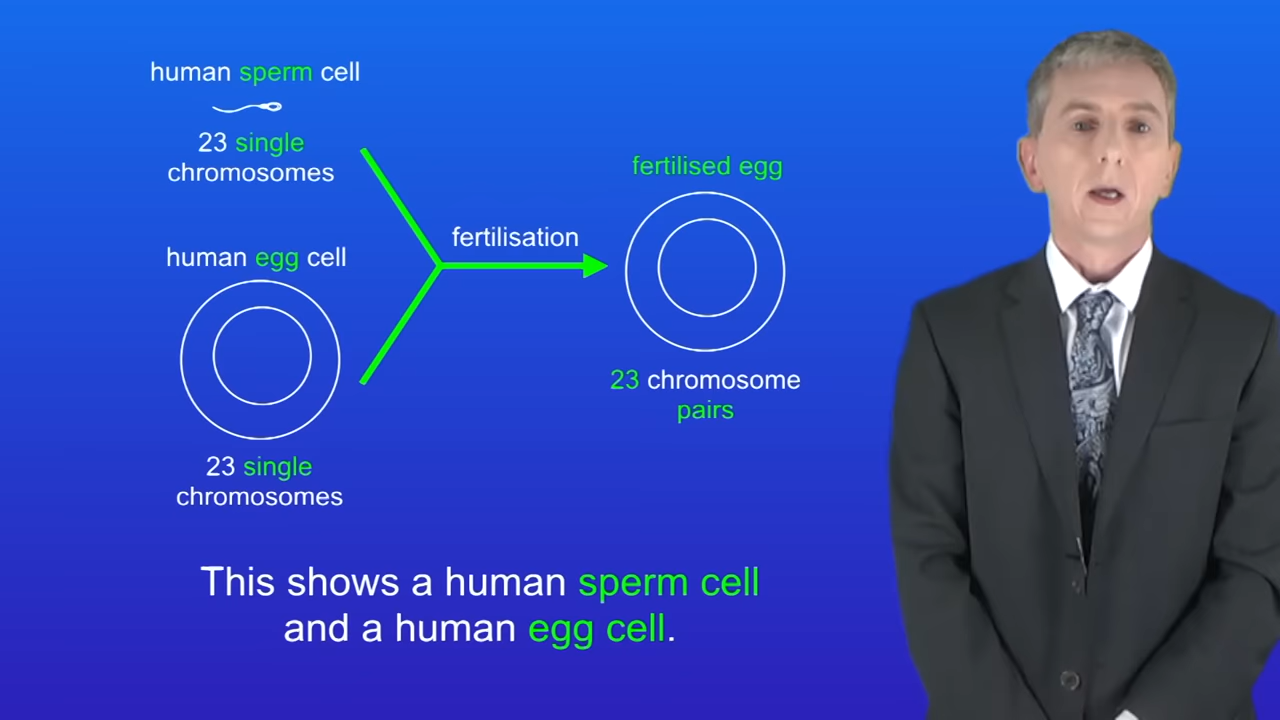 human sperm cell
23 single
chromosomes
human egg cell
23 single
chromosomes
fertilisation
fertilised egg
23 chromosome
pairs
This shows a human sperm cell
and a human egg cell.